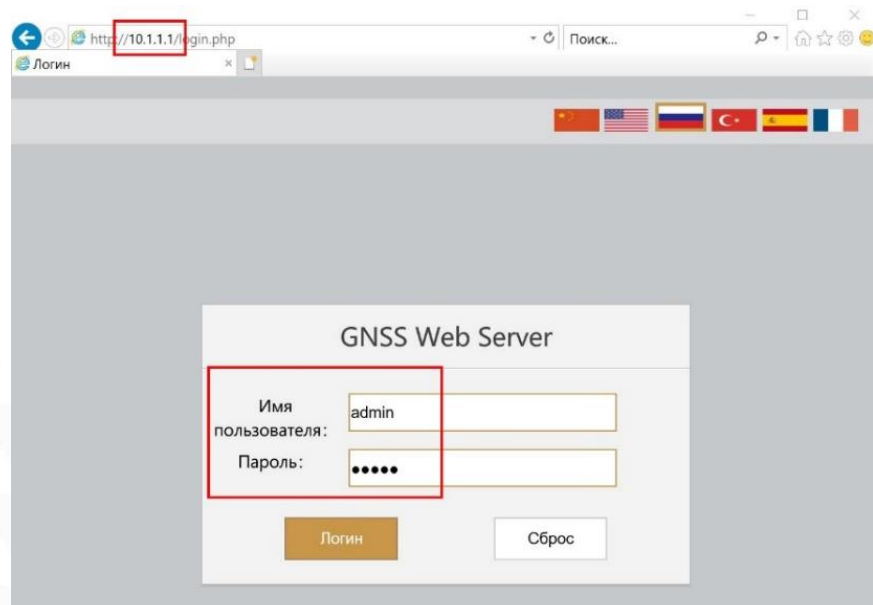 http://10.1.1.1/login.php
Поиск...
Логин
GNSS Web Server
Имя
пользователя:
admin
Пароль:
•••••
Логин
Сброс